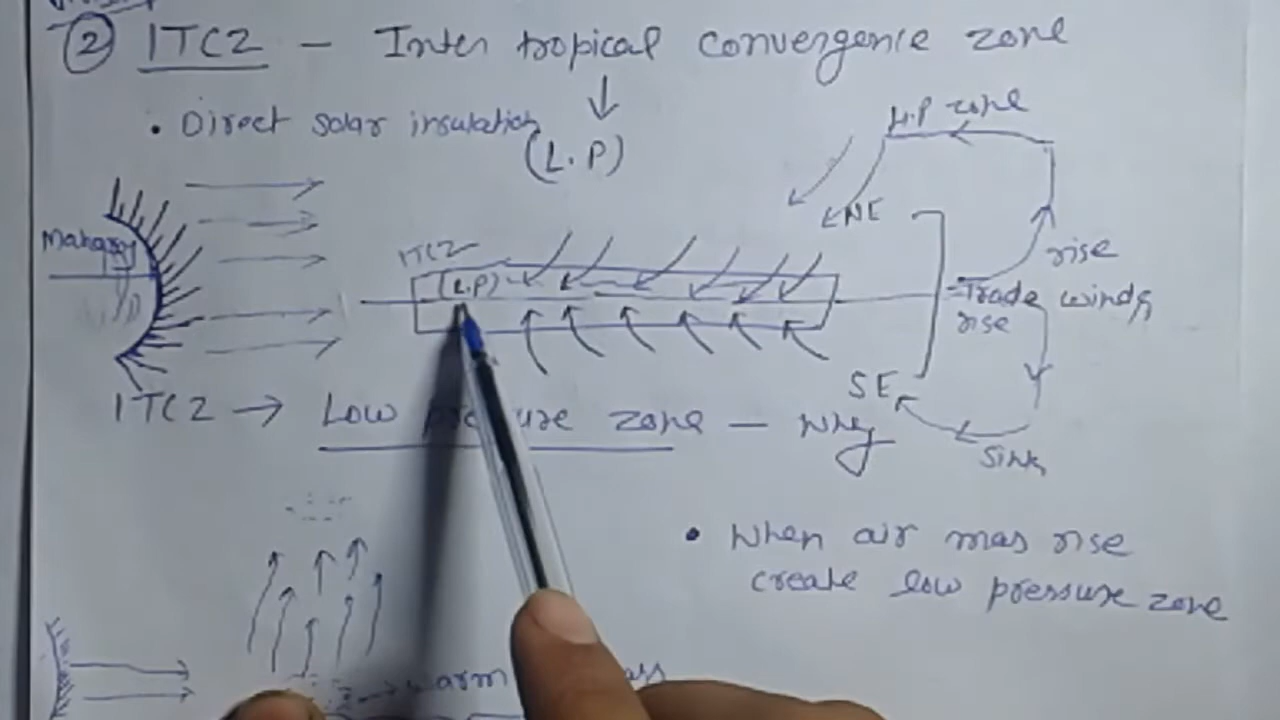 ② ITCZ - Inter tropical convergence zone
• Direct solar insulation
(L.P)
H.P zone
NE
ITCZ
(L.P)
rise
Trade winds
rise
SE
Sink
ITCZ → Low pressure zone - Why
• When air mas rise
create low pressure zone
warm